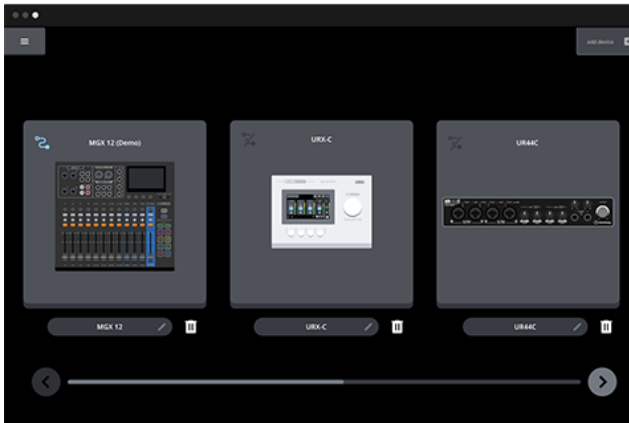 add device
MGX 12 (Demo)
URX-C
UR44C
MGX 12
URX-C
UR44C